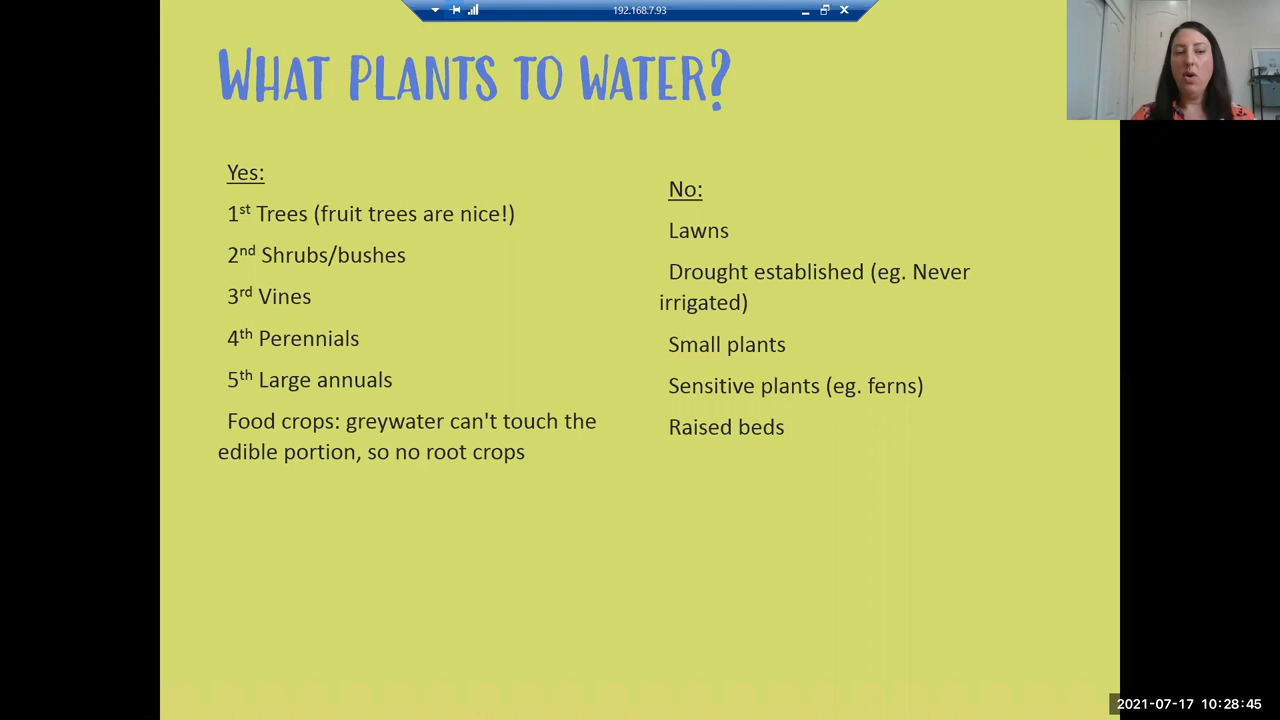 192.168.7.93
What plants to water?
Yes:
1st Trees (fruit trees are nice!)
2nd Shrubs/bushes
3rd Vines
4th Perennials
5th Large annuals
Food crops: greywater can't touch the
edible portion, so no root crops
No:
Lawns
Drought established (eg. Never
irrigated)
Small plants
Sensitive plants (eg. ferns)
Raised beds
2021-07-17 10:28:45